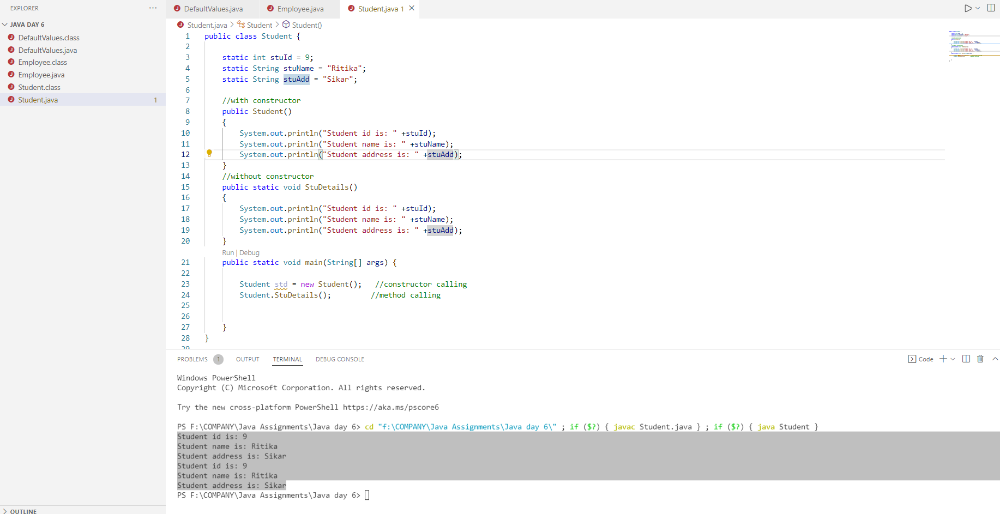 EXPLORER ...
JAVA DAY 6
DefaultValues.class
DefaultValues.java
Employee.class
Employee.java
Student.class
Student.java 1
OUTLINE
DefaultValues.java Employee.java Student.java 1
Student.java > Student > Student()
1 public class Student {
2
3 static int stuId = 9;
4 static String stuName = "Ritika";
5 static String stuAdd = "Sikar";
6
7 //with constructor
8 public Student()
9 {
10 System.out.println("Student id is: " +stuId);
11 System.out.println("Student name is: " +stuName);
12 System.out.println("Student address is: " +stuAdd);
13 }
14 //without constructor
15 public static void StuDetails()
16 {
17 System.out.println("Student id is: " +stuId);
18 System.out.println("Student name is: " +stuName);
19 System.out.println("Student address is: " +stuAdd);
20 }
Run | Debug
21 public static void main(String[] args) {
22
23 Student std = new Student(); //constructor calling
24 Student.StuDetails(); //method calling
25
26
27 }
28 }
29
PROBLEMS 1 OUTPUT TERMINAL DEBUG CONSOLE Code
Windows PowerShell
Copyright (C) Microsoft Corporation. All rights reserved.
Try the new cross-platform PowerShell https://aka.ms/pscore6
PS F:\COMPANY\Java Assignments\Java day 6> cd "f:\COMPANY\Java Assignments\Java day 6\" ; if ($?) { javac Student.java } ; if ($?) { java Student }
Student id is: 9
Student name is: Ritika
Student address is: Sikar
Student id is: 9
Student name is: Ritika
Student address is: Sikar
PS F:\COMPANY\Java Assignments\Java day 6>